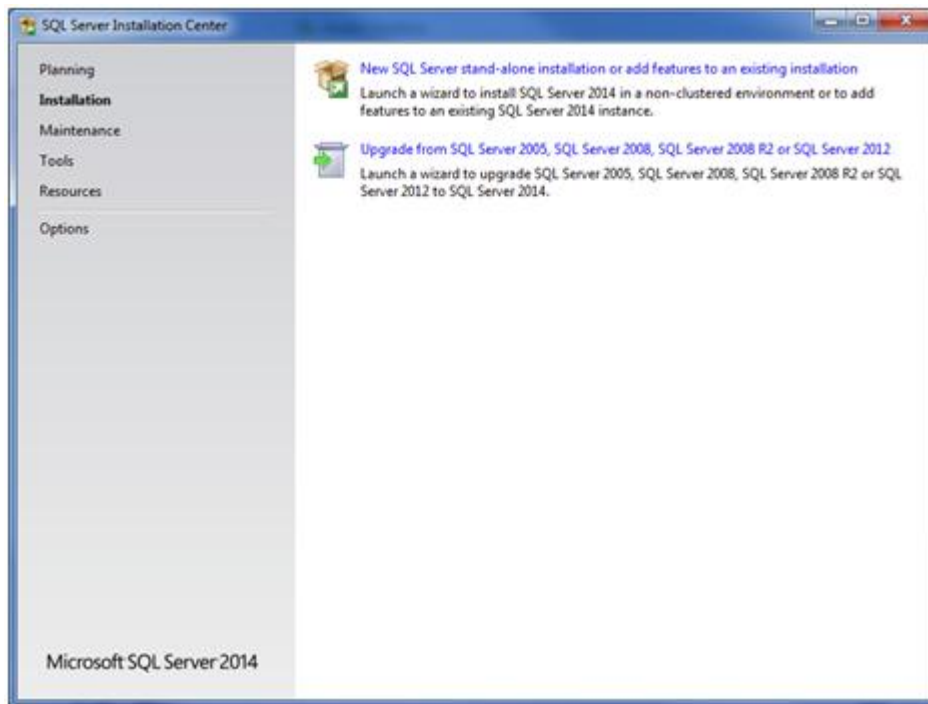 SQL Server Installation Center
Planning
Installation
Maintenance
Tools
Resources
Options
Microsoft SQL Server 2014
New SQL Server stand-alone installation or add features to an existing installation
Launch a wizard to install SQL Server 2014 in a non-clustered environment or to add
features to an existing SQL Server 2014 instance.
Upgrade from SQL Server 2005, SQL Server 2008, SQL Server 2008 R2 or SQL Server 2012
Launch a wizard to upgrade SQL Server 2005, SQL Server 2008, SQL Server 2008 R2 or SQL
Server 2012 to SQL Server 2014.